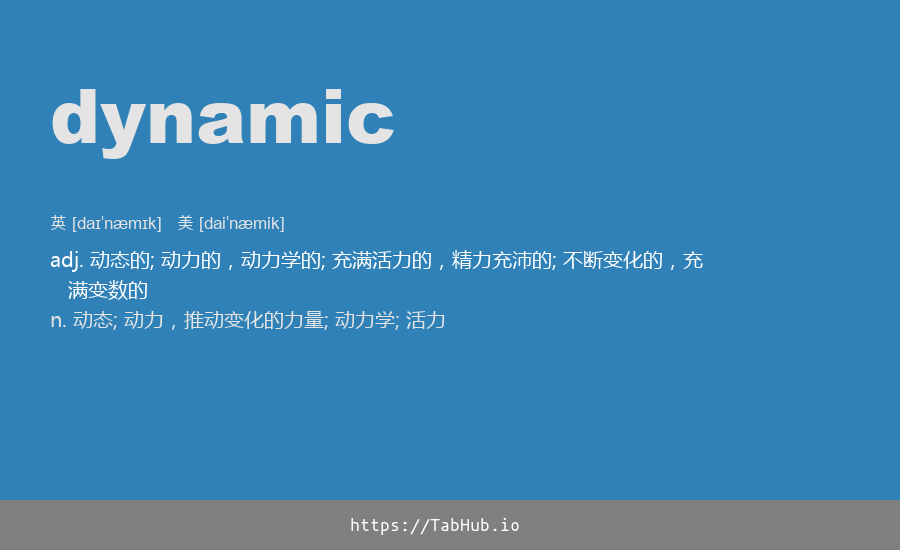 dynamic
英 [daɪˈnæmɪk] 美 [daiˈnæmik]
adj. 动态的; 动力的，动力学的; 充满活力的，精力充沛的; 不断变化的，充
满变数的
n. 动态; 动力，推动变化的力量; 动力学; 活力
https://TabHub.io